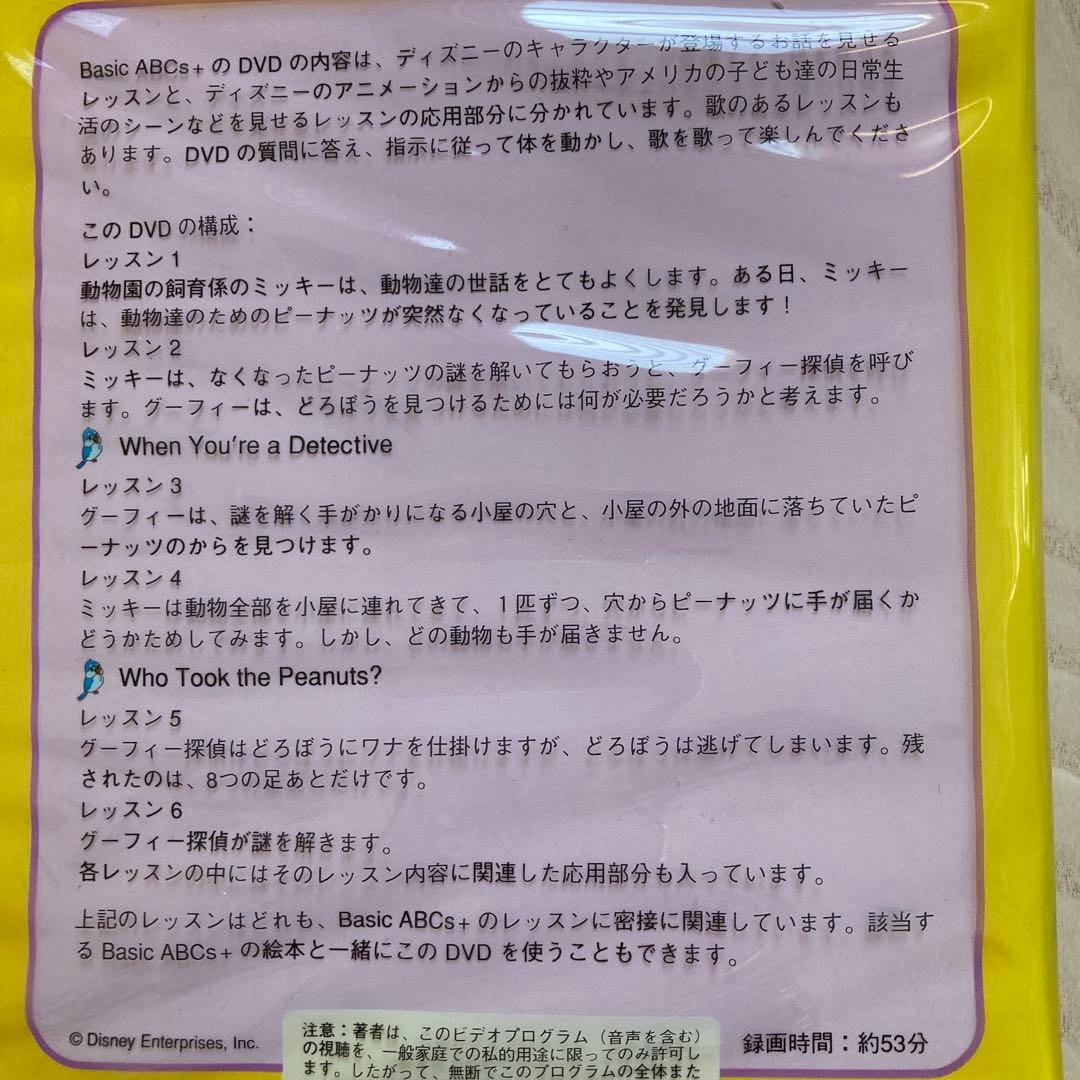 Basic ABCs+ の DVD の内容は、ディズニーのキャラクターが登場するお話を見せる
レッスンと、ディズニーのアニメーションからの抜粋やアメリカの子ども達の日常生
活のシーンなどを見せるレッスンの応用部分に分かれています。歌のあるレッスンも
あります。DVD の質問に答え、指示に従って体を動かし、歌を歌って楽しんでくださ
い。
この DVD の構成：
レッスン 1
動物園の飼育係のミッキーは、動物達の世話をとてもよくします。ある日、ミッキー
は、動物達のためのピーナッツが突然なくなっていることを発見します！
レッスン 2
ミッキーは、なくなったピーナッツの謎を解いてもらおうと、グーフィー探偵を呼び
ます。グーフィーは、どろぼうを見つけるためには何が必要だろうかと考えます。
When You're a Detective
レッスン 3
グーフィーは、謎を解く手がかりになる小屋の穴と、小屋の外の地面に落ちていたピ
ーナッツのからを見つけます。
レッスン 4
ミッキーは動物全部を小屋に連れてきて、１匹ずつ、穴からピーナッツに手が届くか
どうかためしてみます。しかし、どの動物も手が届きません。
Who Took the Peanuts?
レッスン 5
グーフィー探偵はどろぼうにワナを仕掛けますが、どろぼうは逃げてしまいます。残
されたのは、8つの足あとだけです。
レッスン 6
グーフィー探偵が謎を解きます。
各レッスンの中にはそのレッスン内容に関連した応用部分も入っています。
上記のレッスンはどれも、Basic ABCs+ のレッスンに密接に関連しています。該当す
る Basic ABCs+ の絵本と一緒にこの DVD を使うこともできます。
© Disney Enterprises, Inc.
注意：著者は、このビデオプログラム（音声を含む）
の視聴を、一般家庭での私的用途に限ってのみ許可し
ます。したがって、無断でこのプログラムの全体また
録画時間：約53分